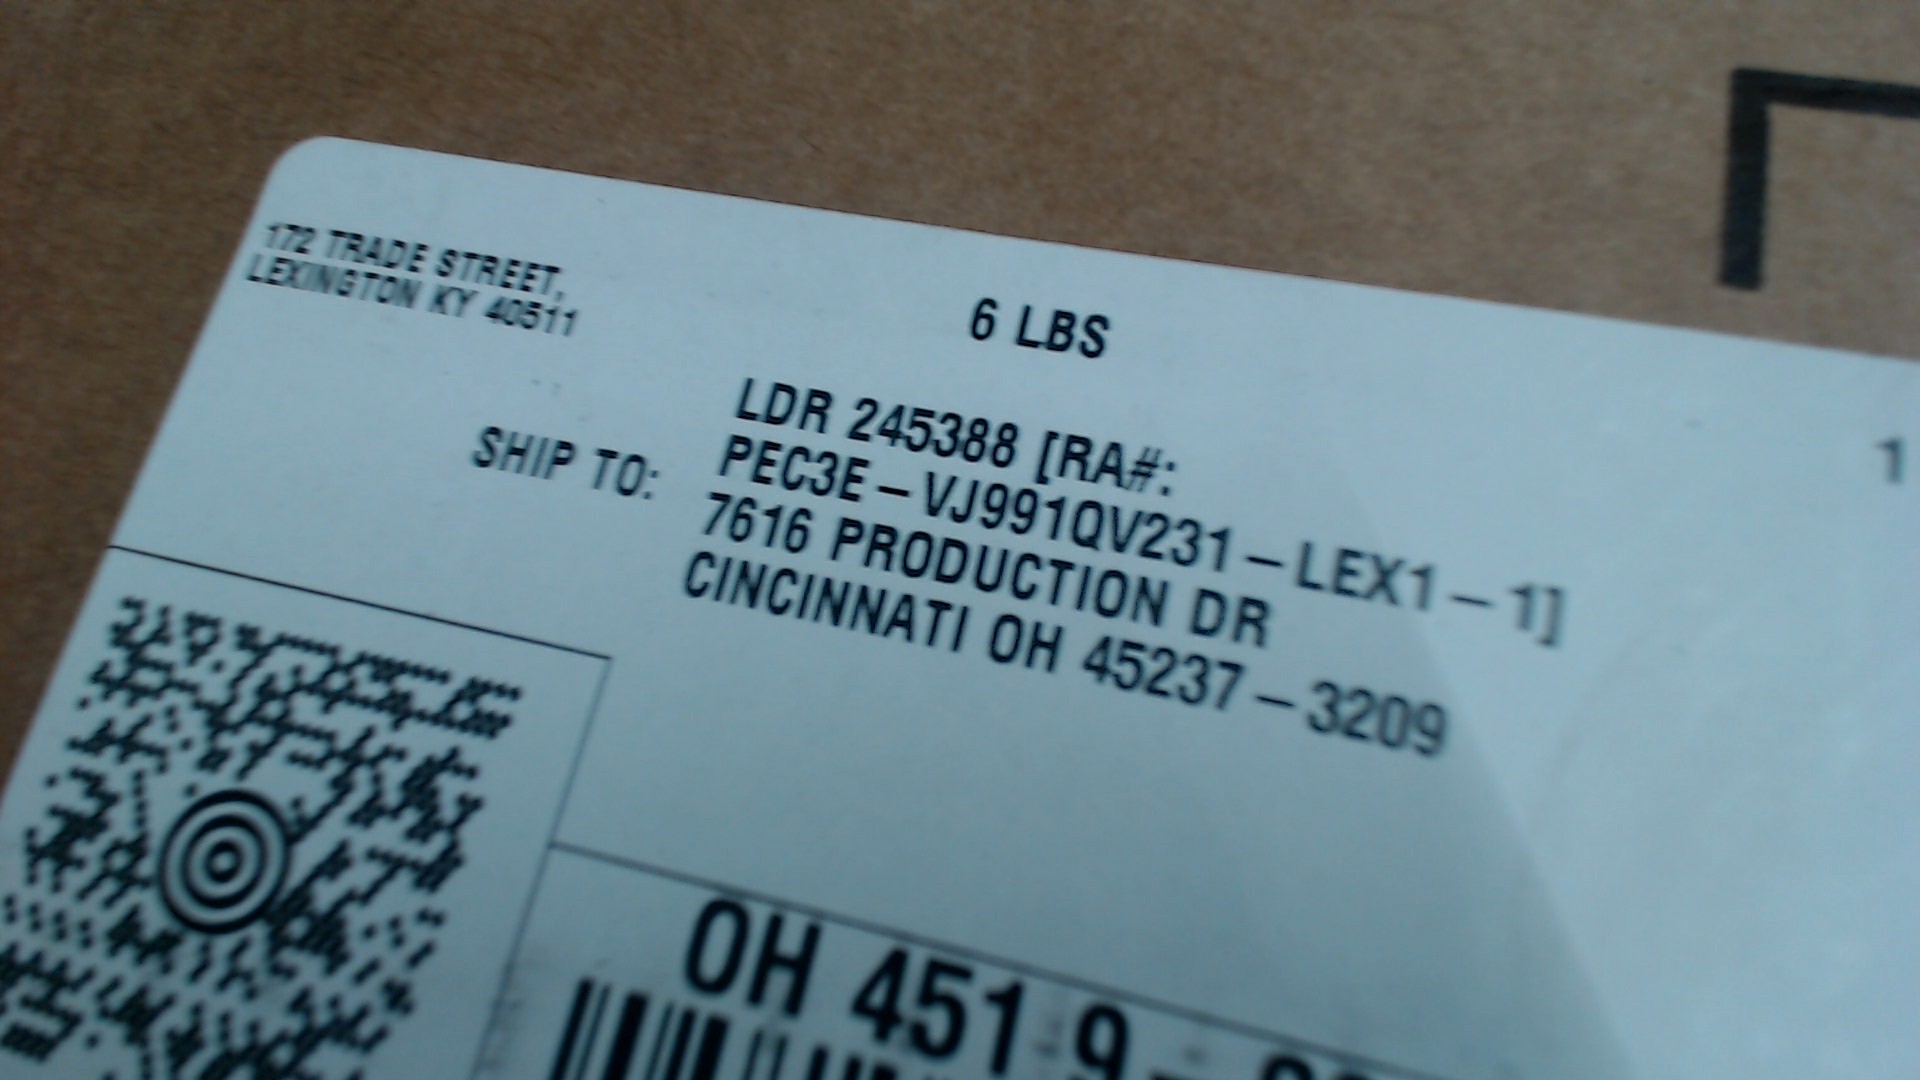 172 TRADE STREET,
LEXINGTON KY 40511
6 LBS
1
SHIP TO:
LDR 245388 [RA#:
PEC3E-VJ991QV231-LEX1-1]
7616 PRODUCTION DR
CINCINNATI OH 45237-3209
OH 451 9-